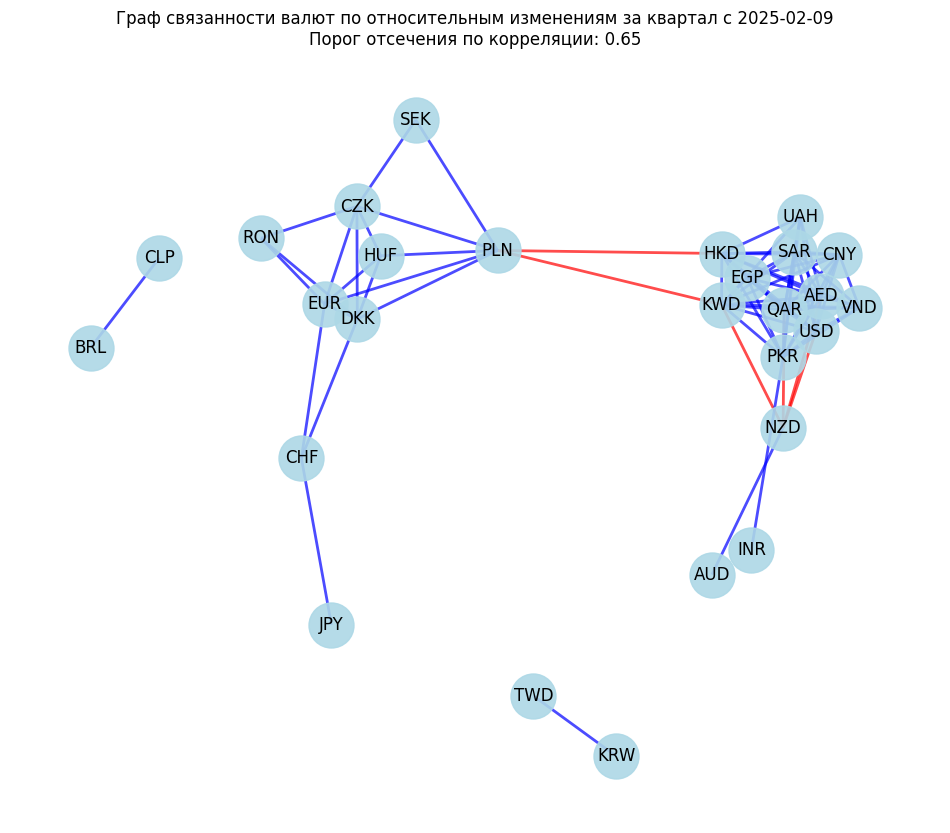 Граф связанности валют по относительным изменениям за квартал с 2025-02-09
Порог отсечения по корреляции: 0.65
SEK
CZK
UAH
RON
HUF
PLN
HKD
SAR
CNY
CLP
EGP
EUR
DKK
KWD
QAR
AED
VND
USD
BRL
PKR
NZD
CHF
INR
AUD
JPY
TWD
KRW